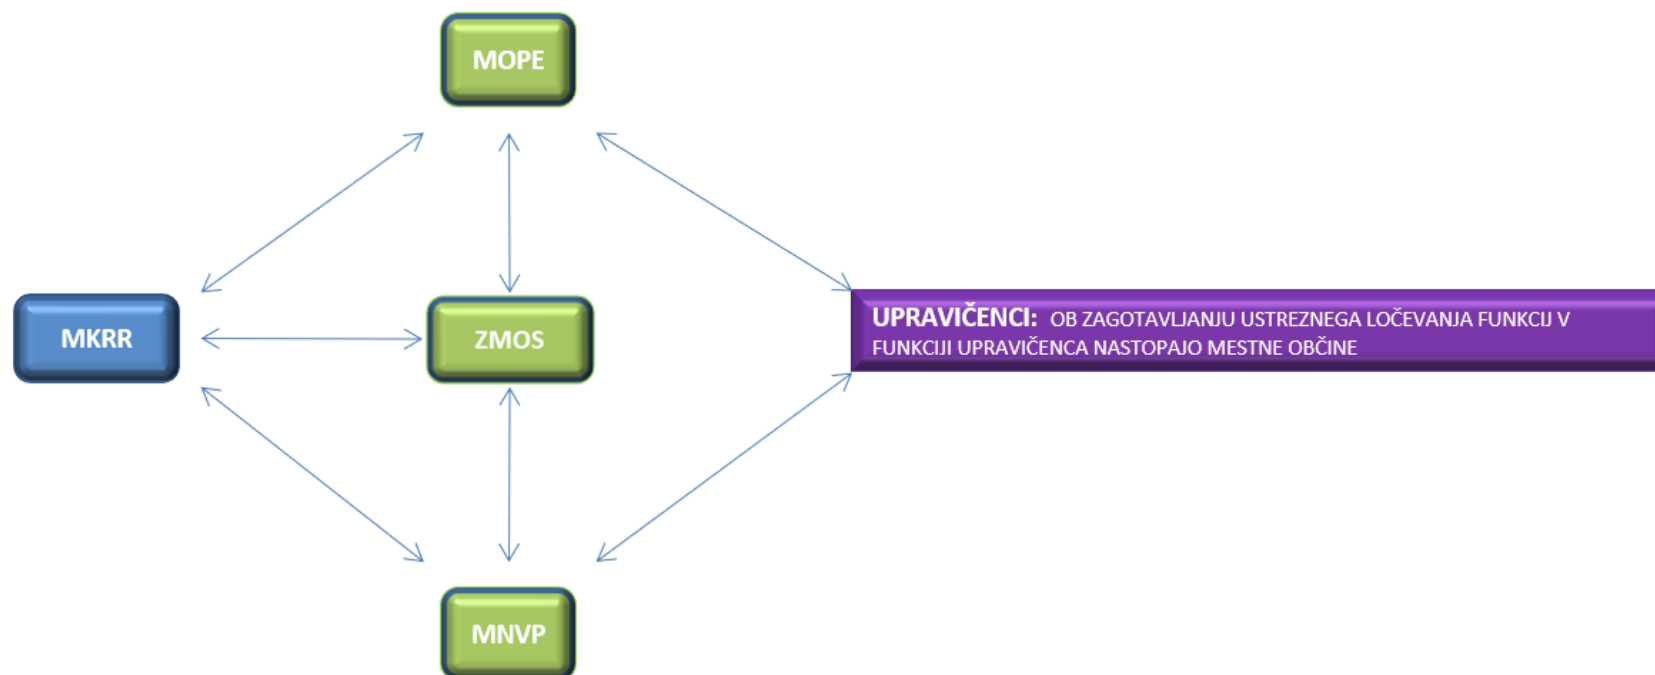 MOPE
MKRR
ZMOS
UPRAVIČENCI: OB ZAGOTAVLJANJU USTREZNEGA LOČEVANJA FUNKCIJ V
FUNKCIJI UPRAVIČENCA NASTOPAJO MESTNE OBČINE
MNVP